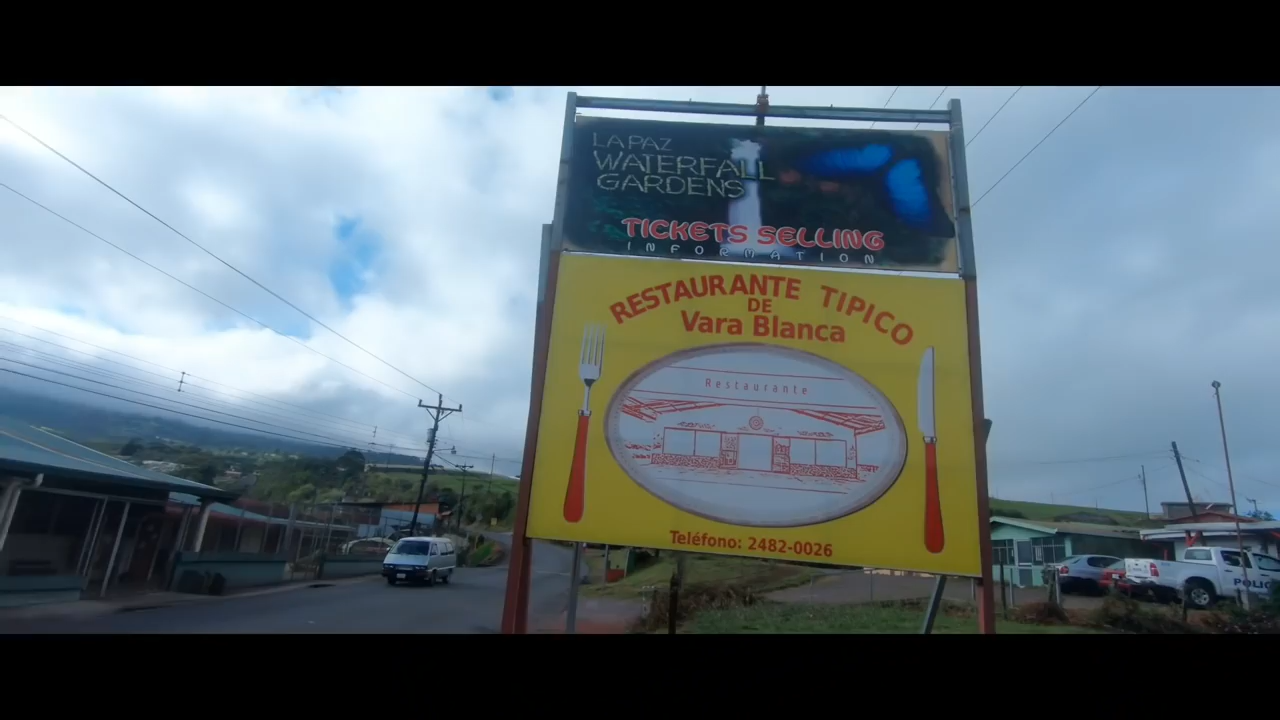 LA PAZ
WATERFALL
GARDENS
TICKETS SELLING
INFORMATION
RESTAURANTE TIPICO
DE
Vara Blanca
Restaurante
Teléfono: 2482-0026